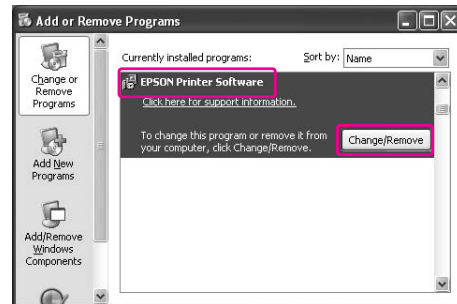 Add or Remove Programs
Currently installed programs:
Sort by: Name
Change or
Remove
Programs
EPSON Printer Software
Click here for support information.
To change this program or remove it from
your computer, click Change/Remove.
Change/Remove
Add New
Programs
Add/Remove
Windows
Components